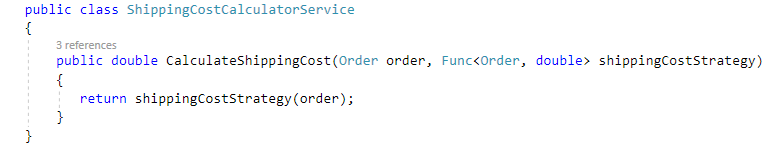 public class ShippingCostCalculatorService
{
3 references
public double CalculateShippingCost(Order order, Func<Order, double> shippingCostStrategy)
{
return shippingCostStrategy(order);
}
}